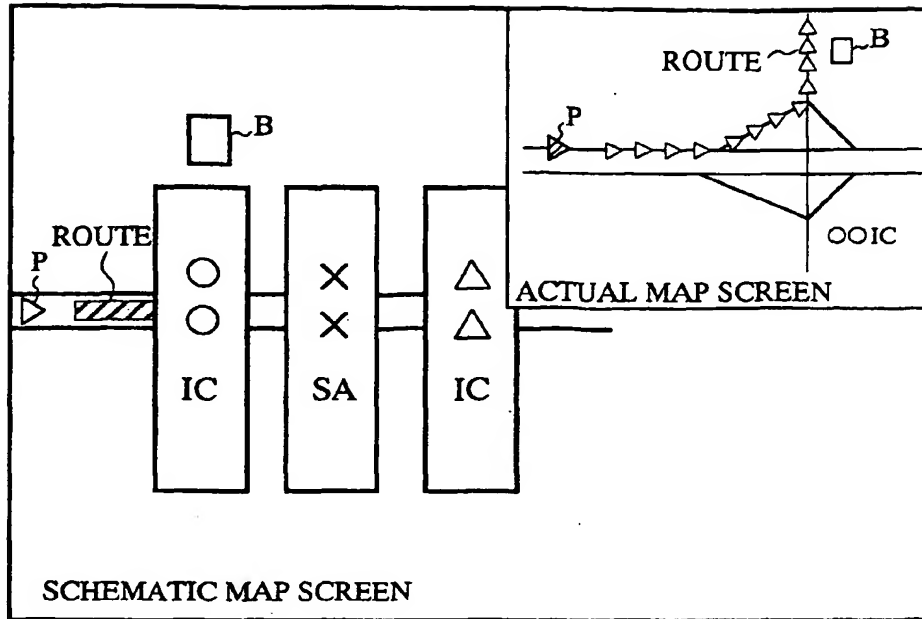 ROUTE
B
P
○○IC
ACTUAL MAP SCREEN
B
ROUTE
P
○
○
IC
×
×
SA
△
△
IC
SCHEMATIC MAP SCREEN